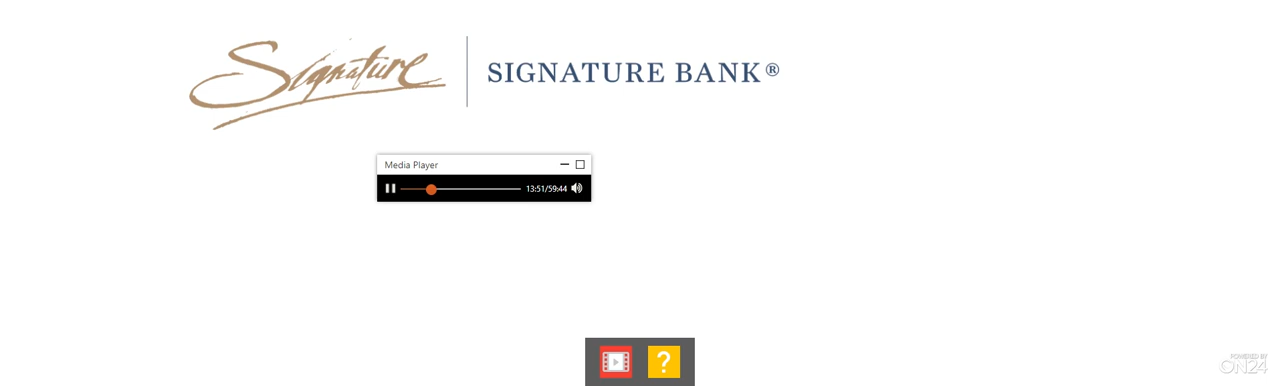 Signature
SIGNATURE BANK®
Media Player
13:51/59:44
?
POWERED BY
ON24